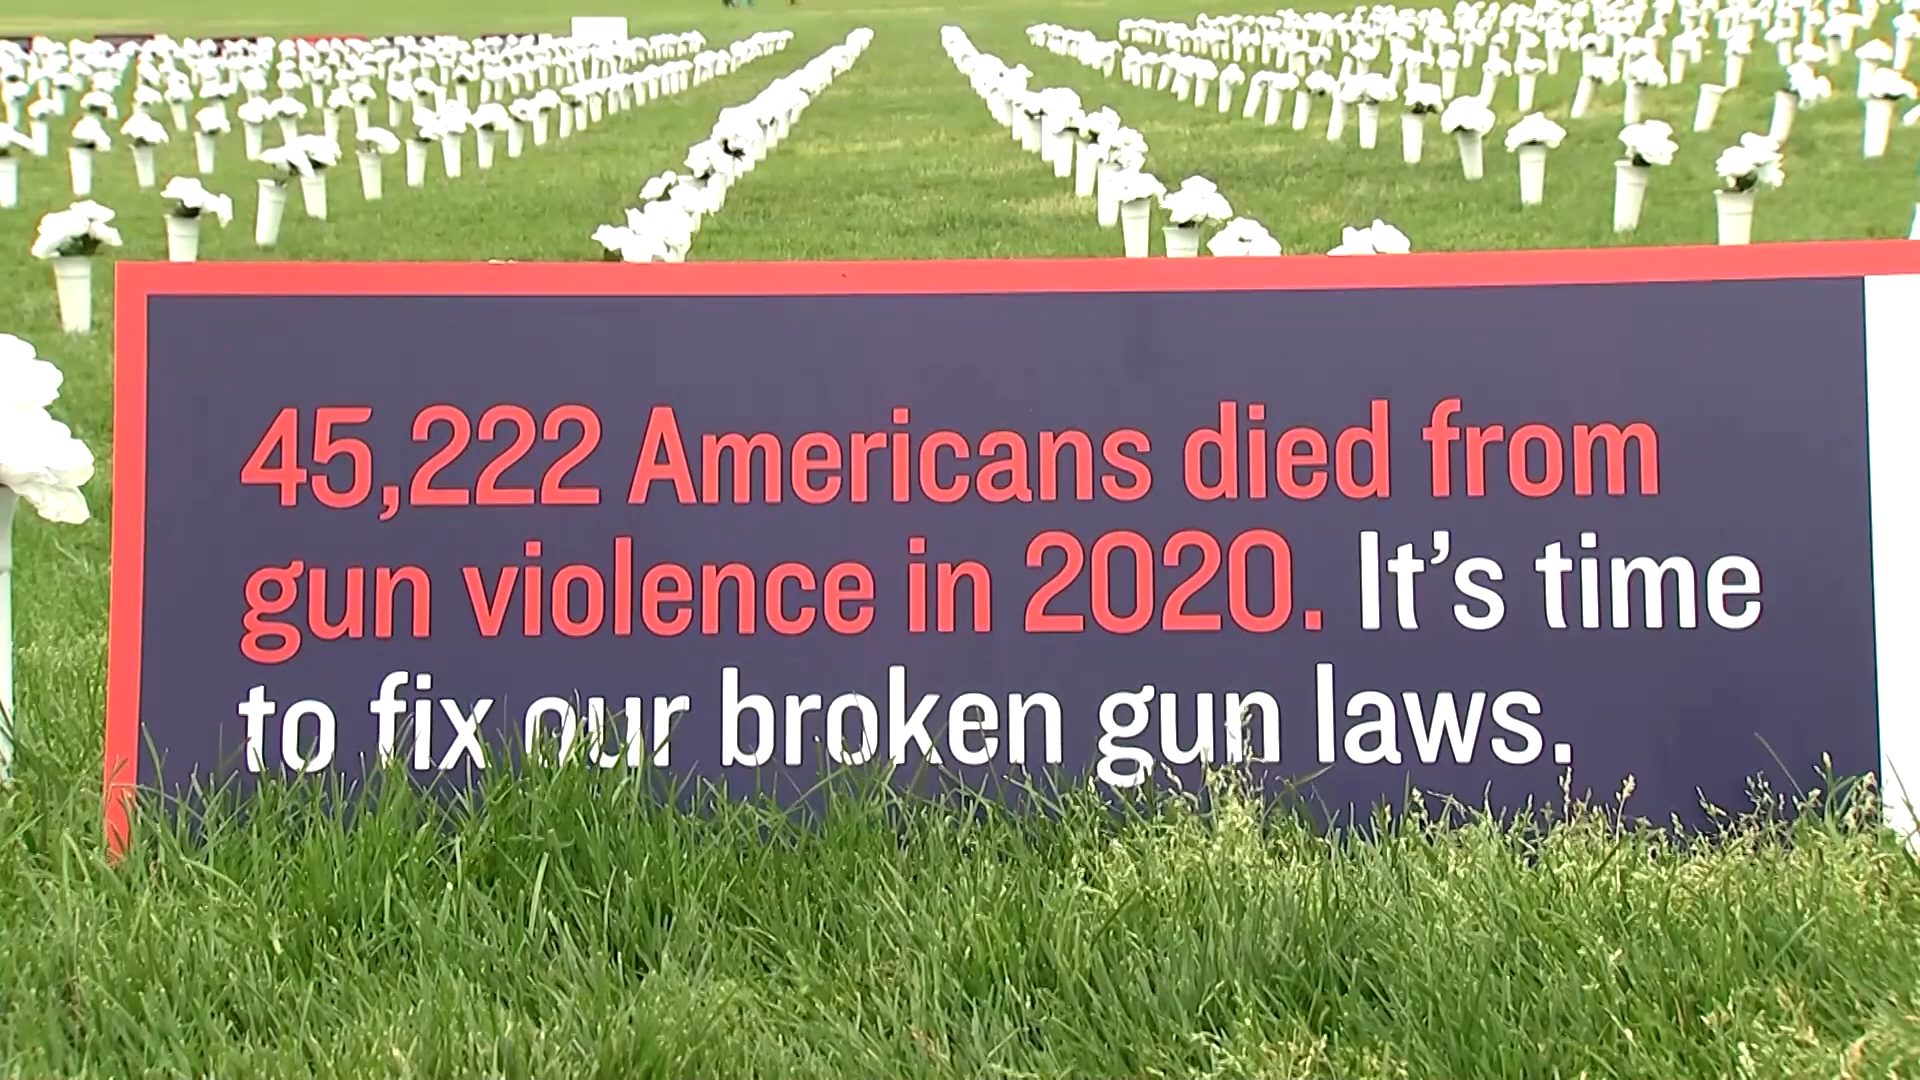 45,222 Americans died from
gun violence in 2020. It’s time
to fix our broken gun laws.